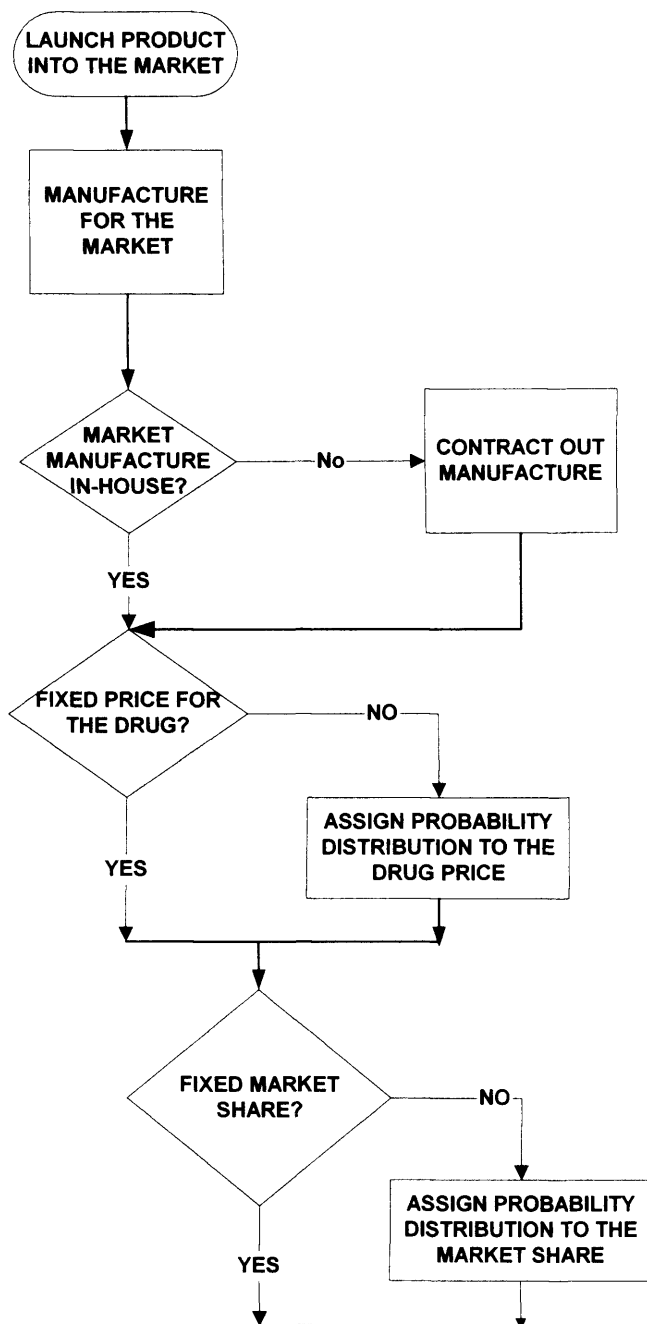 LAUNCH PRODUCT
INTO THE MARKET
MANUFACTURE
FOR THE
MARKET
MARKET
MANUFACTURE
IN-HOUSE?
No
CONTRACT OUT
MANUFACTURE
YES
FIXED PRICE FOR
THE DRUG?
NO
ASSIGN PROBABILITY
DISTRIBUTION TO THE
DRUG PRICE
YES
FIXED MARKET
SHARE?
NO
ASSIGN PROBABILITY
DISTRIBUTION TO THE
MARKET SHARE
YES